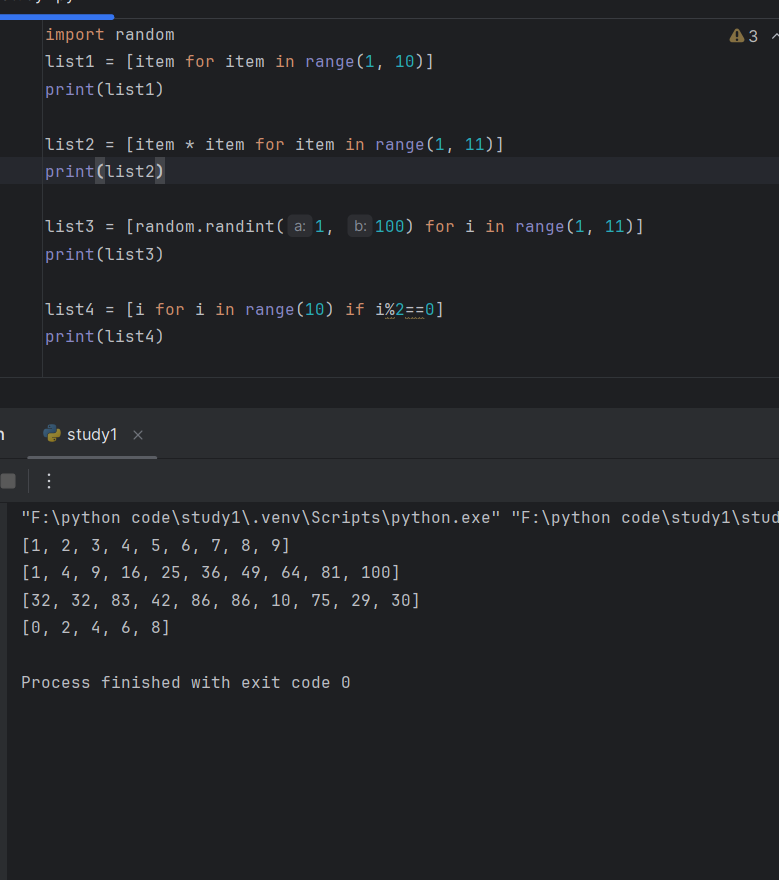 import random
3
list1 = [item for item in range(1, 10)]
print(list1)
list2 = [item * item for item in range(1, 11)]
print(list2)
list3 = [random.randint( a: 1, b: 100) for i in range(1, 11)]
print(list3)
list4 = [i for i in range(10) if i%2==0]
print(list4)
study1
"F:\python code\study1\.venv\Scripts\python.exe" "F:\python code\study1\stud
[1, 2, 3, 4, 5, 6, 7, 8, 9]
[1, 4, 9, 16, 25, 36, 49, 64, 81, 100]
[32, 32, 83, 42, 86, 86, 10, 75, 29, 30]
[0, 2, 4, 6, 8]
Process finished with exit code 0